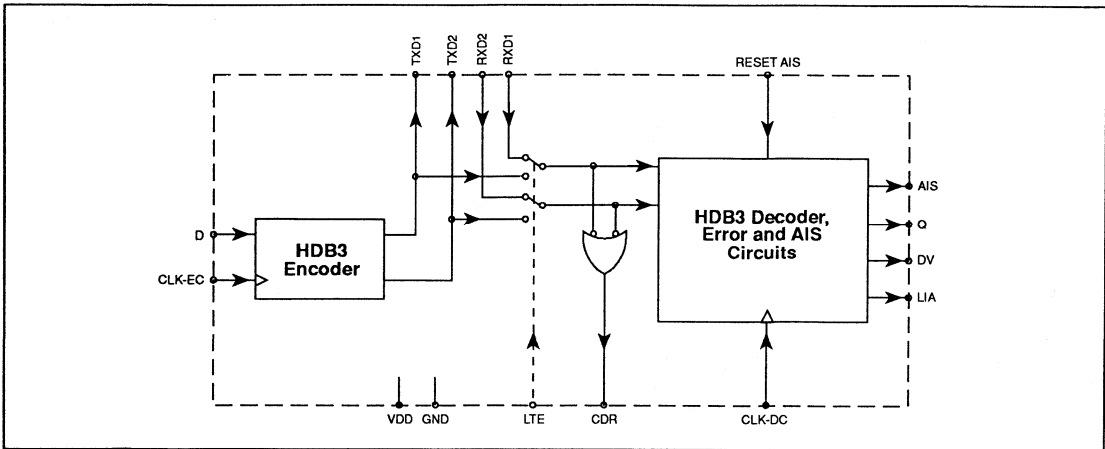 TXD1
TXD2
RXD2
RXD1
RESET AIS
D
CLK-EC
HDB3
Encoder
HDB3 Decoder,
Error and AIS
Circuits
AIS
Q
DV
LIA
VDD
GND
LTE
CDR
CLK-DC